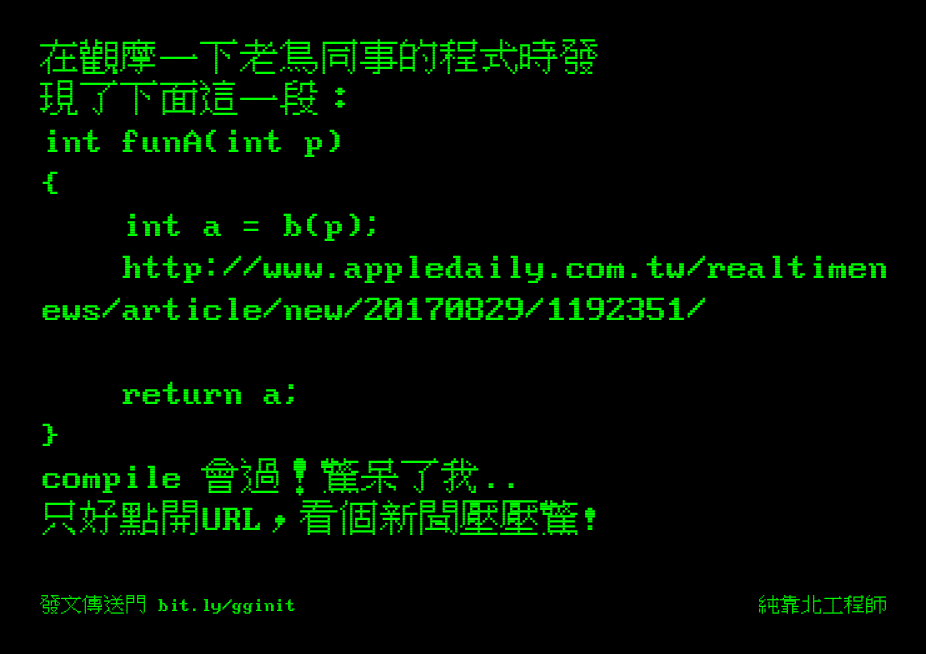 在觀摩一下老鳥同事的程式時發
現了下面這一段：
int funA(int p)
{
    int a = b(p);
    http://www.appledaily.com.tw/realtimen
ews/article/new/20170829/1192351/

    return a;
}
compile 會過！驚呆了我..
只好點開URL，看個新聞壓壓驚!
發文傳送門 bit.ly/gginit
純靠北工程師